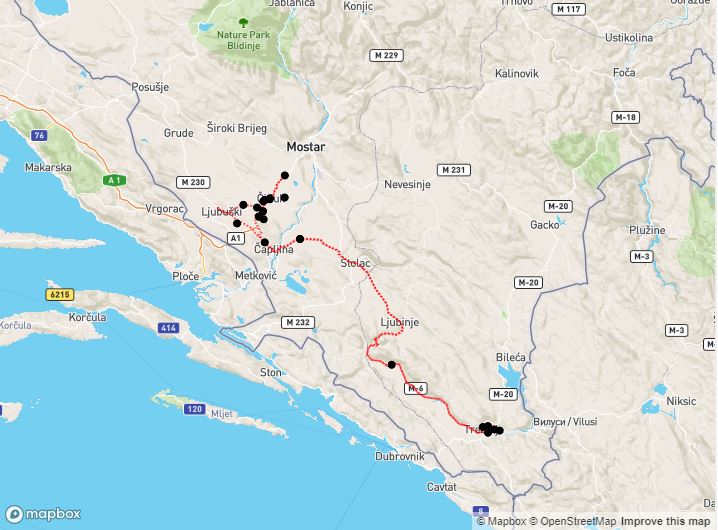 Jablanica
Konjic
Trnovo
M 117
Goražde
Nature Park
Blidinje
Ustikolina
M 229
Kalinovik
Foča
Posušje
M-18
Široki Brijeg
76
Grude
Mostar
Makarska
A 1
M 230
M 231
Nevesinje
M-20
Vrgorac
Ljubuški
Gacko
Plužine
A1
Čapljina
M-3
Stolac
Ploče
Metković
M-20
6215
Korčula
Korčula
M 232
Ljubinje
414
M-3
Bileća
Ston
M-6
M-20
Niksic
120
Mljet
Вилуси / Vilusi
Dubrovnik
Cavtat
8
mapbox
© Mapbox © OpenStreetMap Improve this map